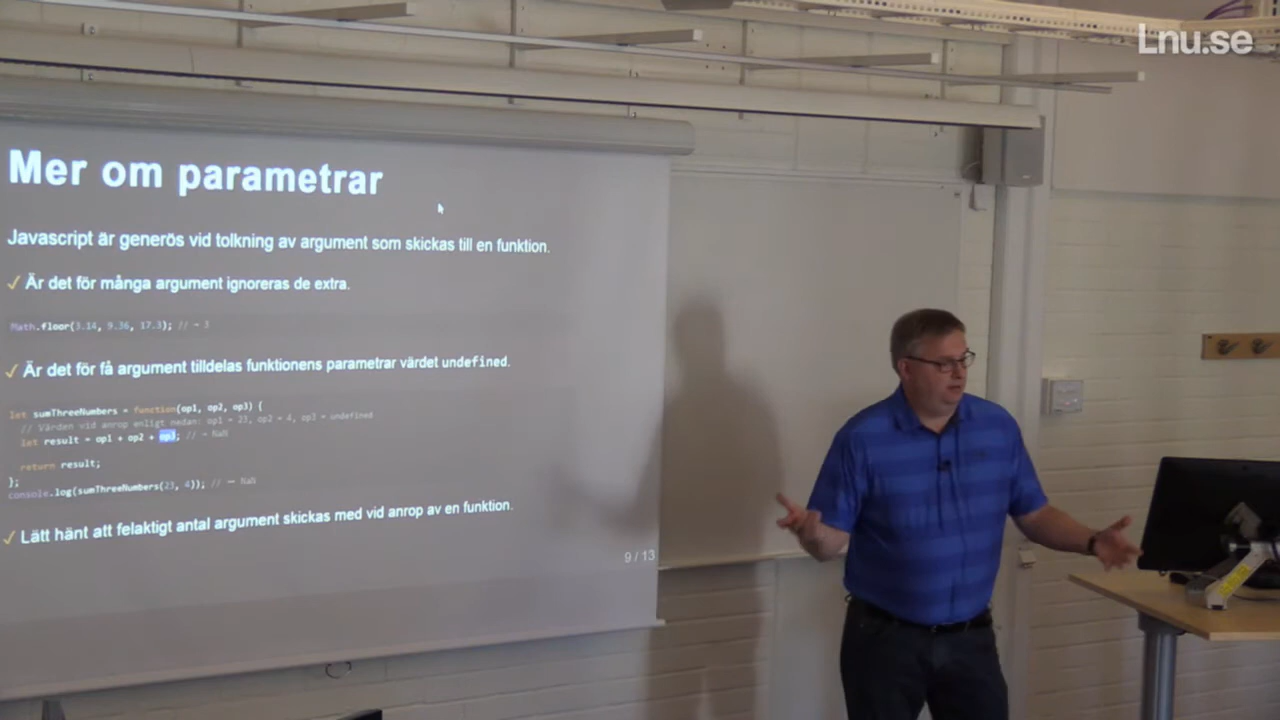 Lnu.se
Mer om parametrar
Javascript är generös vid tolkning av argument som skickas till en funktion.
✓ Är det för många argument ignoreras de extra.
Math.floor(3.14, 9.36, 17.3); // → 3
✓ Är det för få argument tilldelas funktionens parametrar värdet undefined.
let sumThreeNumbers = function(op1, op2, op3) {
// Värden vid anrop enligt nedan: op1 = 23, op2 = 4, op3 = undefined
let result = op1 + op2 + op3; // → NaN
return result;
};
console.log(sumThreeNumbers(23, 4)); // → NaN
✓ Lätt hänt att felaktigt antal argument skickas med vid anrop av en funktion.
9 / 13